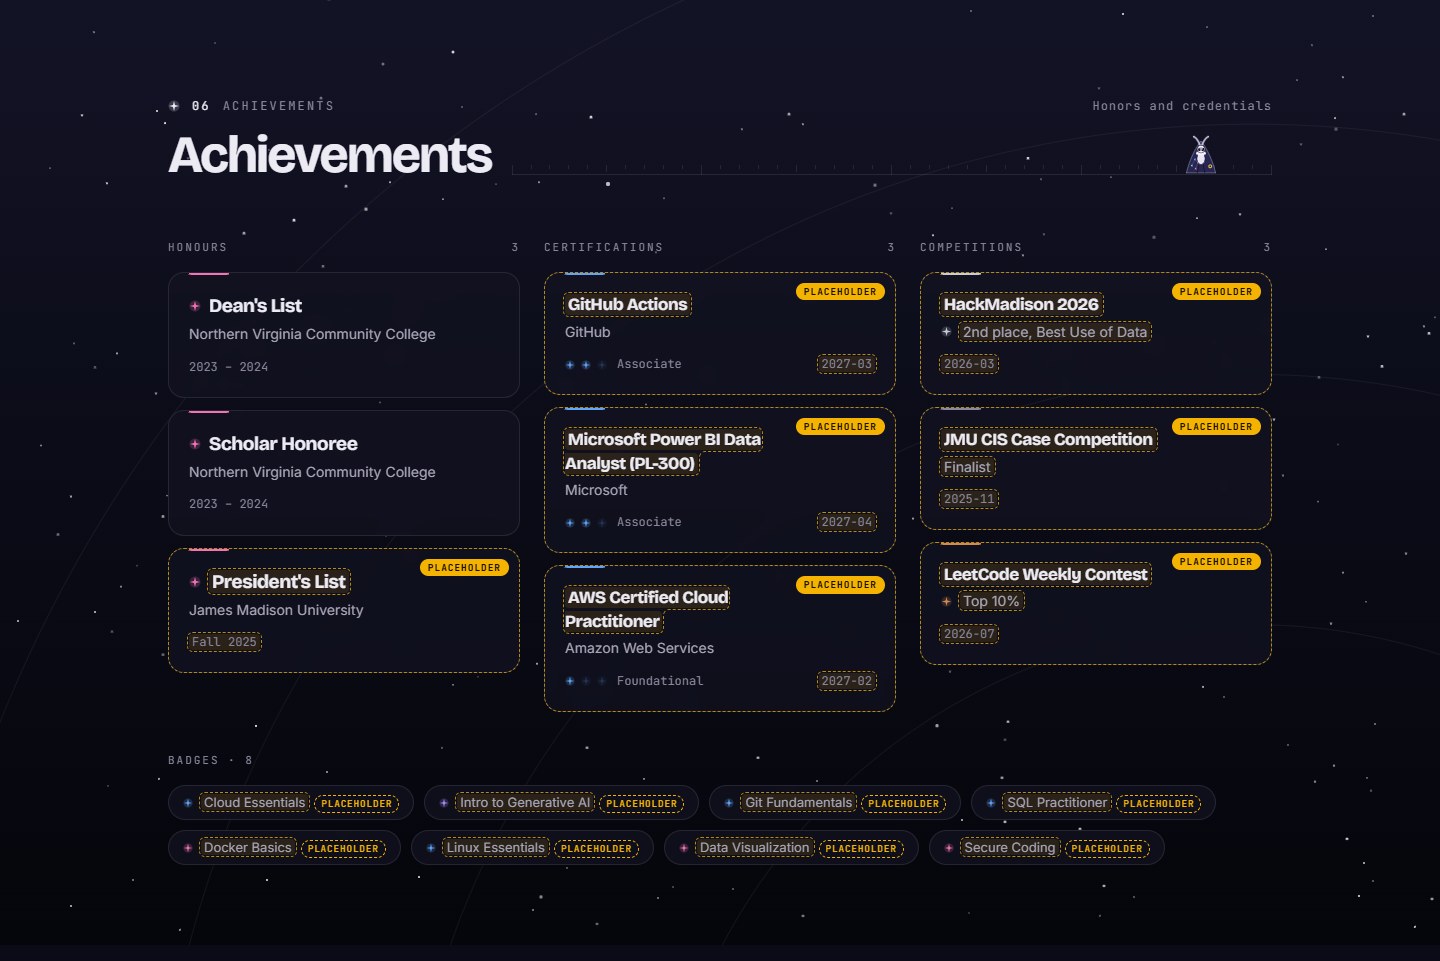 06 ACHIEVEMENTS
Honors and credentials
Achievements
HONOURS 3
Dean's List
Northern Virginia Community College
2023 – 2024
Scholar Honoree
Northern Virginia Community College
2023 – 2024
PLACEHOLDER
President's List
James Madison University
Fall 2025
CERTIFICATIONS 3
PLACEHOLDER
GitHub Actions
GitHub
Associate 2027-03
PLACEHOLDER
Microsoft Power BI Data
Analyst (PL-300)
Microsoft
Associate 2027-04
PLACEHOLDER
AWS Certified Cloud
Practitioner
Amazon Web Services
Foundational 2027-02
COMPETITIONS 3
PLACEHOLDER
HackMadison 2026
2nd place, Best Use of Data
2026-03
PLACEHOLDER
JMU CIS Case Competition
Finalist
2025-11
PLACEHOLDER
LeetCode Weekly Contest
Top 10%
2026-07
BADGES · 8
Cloud Essentials PLACEHOLDER Intro to Generative AI PLACEHOLDER Git Fundamentals PLACEHOLDER SQL Practitioner PLACEHOLDER
Docker Basics PLACEHOLDER Linux Essentials PLACEHOLDER Data Visualization PLACEHOLDER Secure Coding PLACEHOLDER